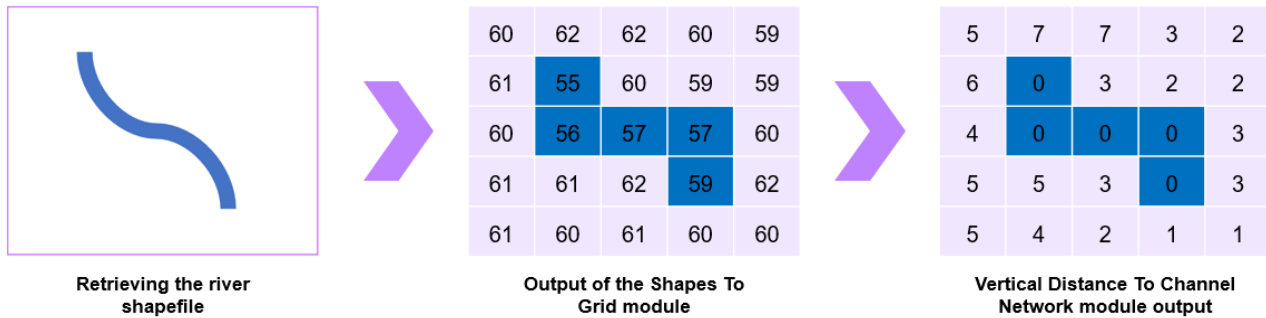 60 62 62 60 59
61 55 60 59 59
60 56 57 57 60
61 61 62 59 62
61 60 61 60 60
5 7 7 3 2
6 0 3 2 2
4 0 0 0 3
5 5 3 0 3
5 4 2 1 1
Retrieving the river
shapefile
Output of the Shapes To
Grid module
Vertical Distance To Channel
Network module output